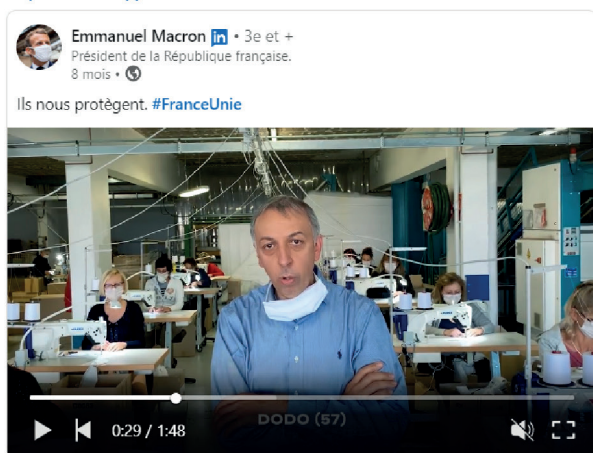 Emmanuel Macron in • 3e et +
Président de la République française.
8 mois •
Ils nous protègent. #FranceUnie
DODO (57)
0:29 / 1:48